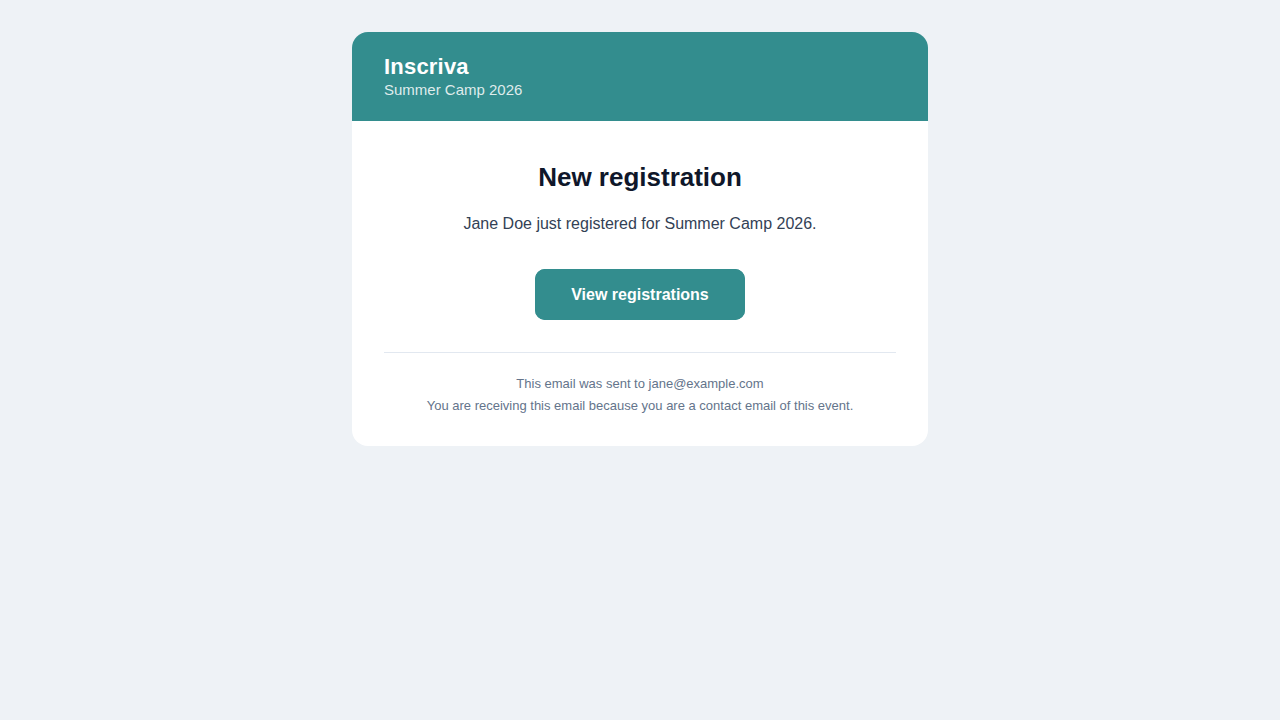 Inscriva
Summer Camp 2026
New registration
Jane Doe just registered for Summer Camp 2026.
View registrations
This email was sent to jane@example.com
You are receiving this email because you are a contact email of this event.